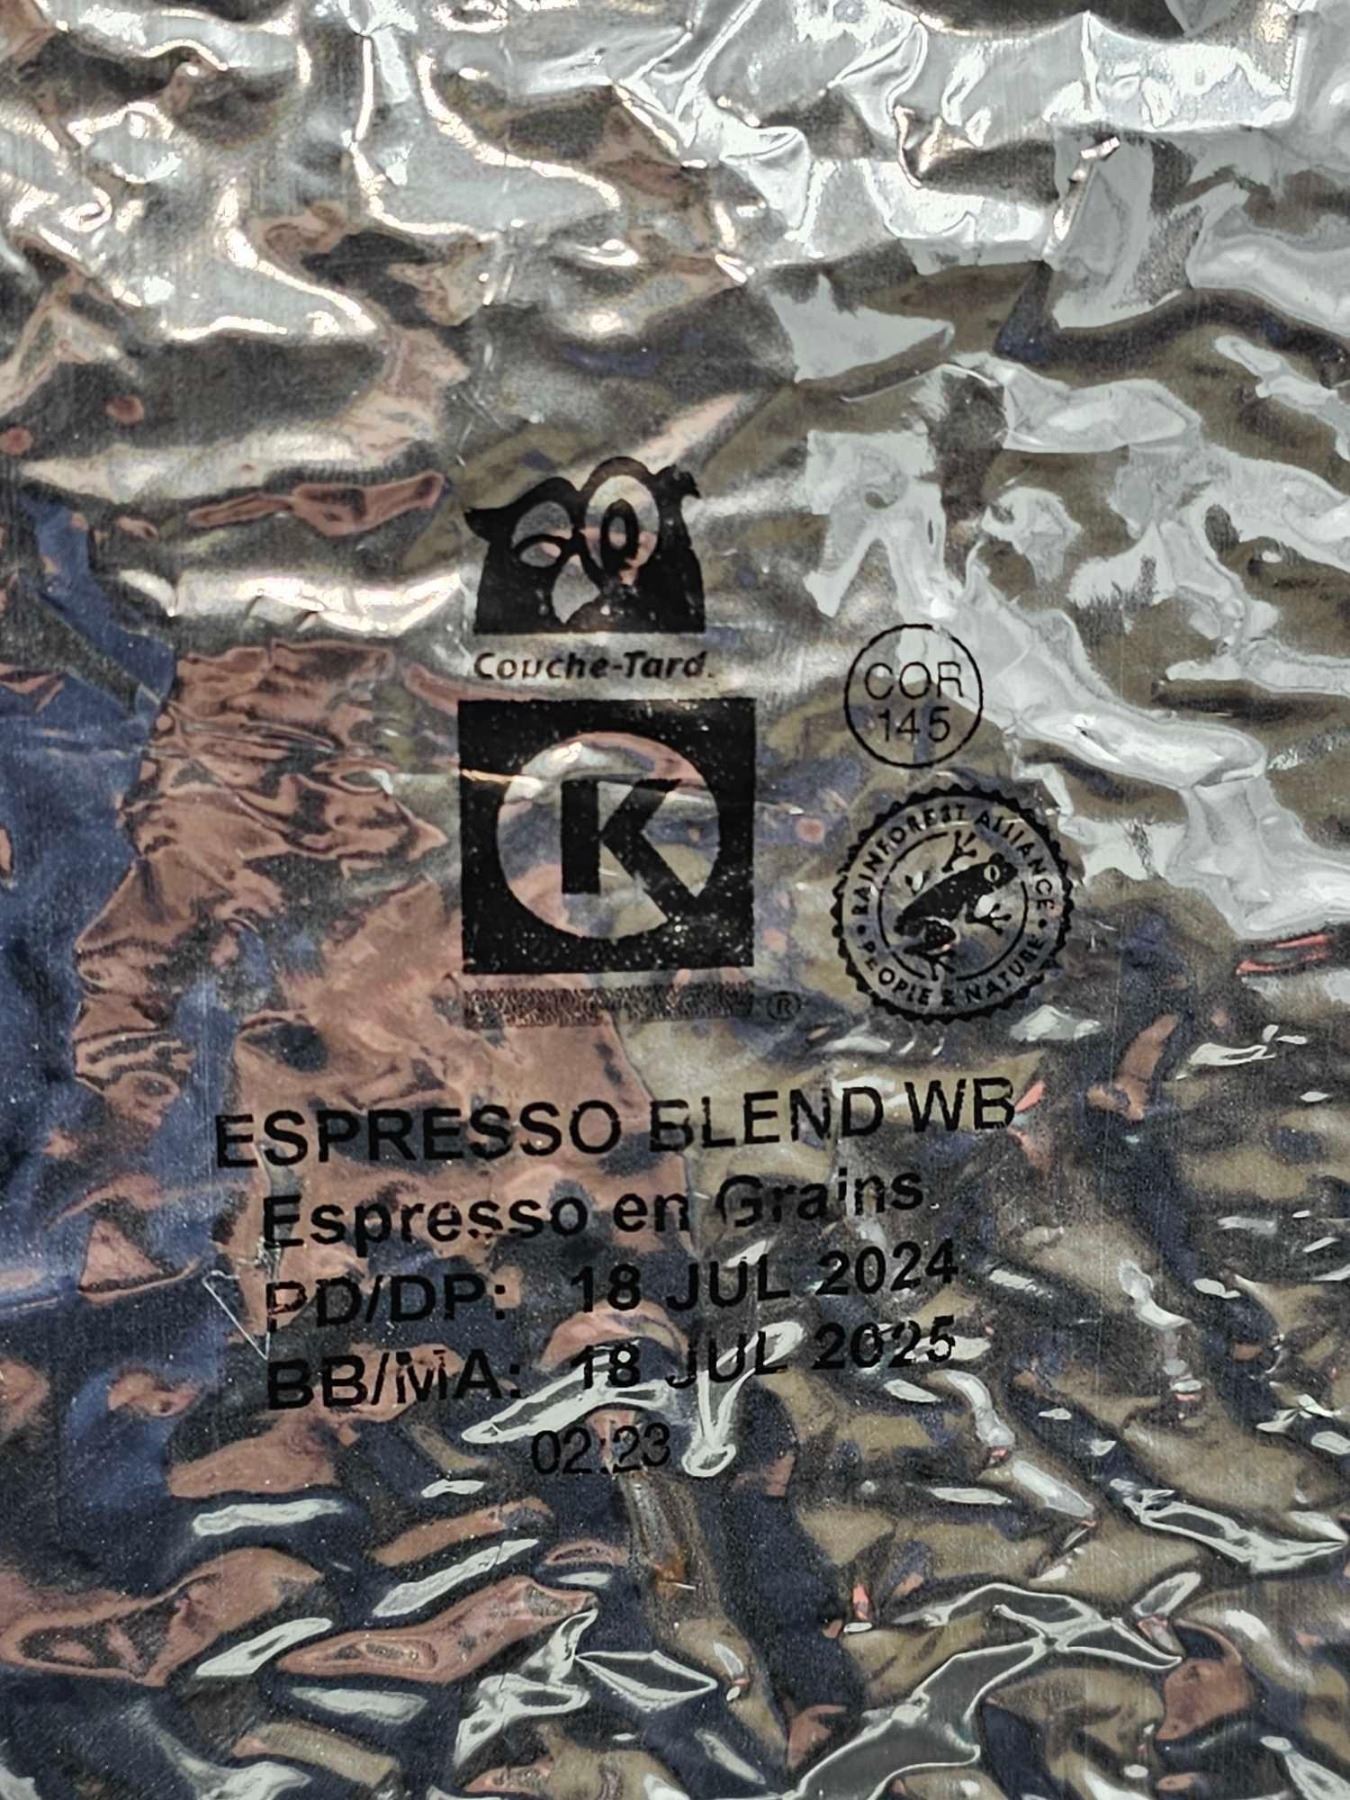 Couche-Tard.
K
®
COR
145
RAINFOREST ALLIANCE
• PEOPLE & NATURE •
ESPRESSO BLEND WB
Espresso en Grains
PD/DP: 18 JUL 2024
BB/MA: 18 JUL 2025
02:23